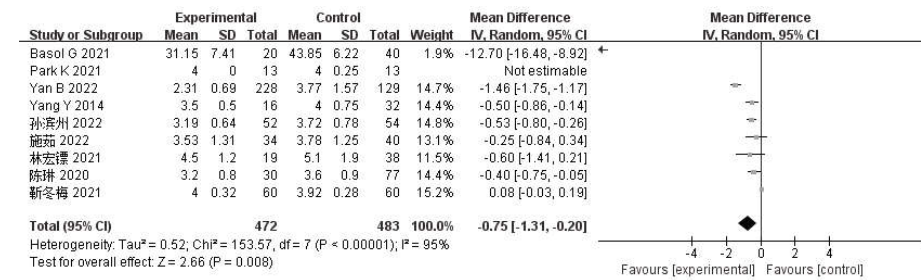 Experimental Control Mean Difference Mean Difference
Study or Subgroup Mean SD Total Mean SD Total Weight IV, Random, 95% CI IV, Random, 95% CI
Basol G 2021 31.15 7.41 20 43.85 6.22 40 1.9% -12.70 [-16.48, -8.92]
Park K 2021 4 0 13 4 0.25 13 Not estimable
Yan B 2022 2.31 0.69 228 3.77 1.57 129 14.7% -1.46 [-1.75, -1.17]
Yang Y 2014 3.5 0.5 16 4 0.75 32 14.4% -0.50 [-0.86, -0.14]
孙滨州 2022 3.19 0.64 52 3.72 0.78 54 14.8% -0.53 [-0.80, -0.26]
施茹 2022 3.53 1.31 34 3.78 1.25 40 13.1% -0.25 [-0.84, 0.34]
林宏镖 2021 4.5 1.2 19 5.1 1.9 38 11.5% -0.60 [-1.41, 0.21]
陈琳 2020 3.2 0.8 30 3.6 0.9 77 14.4% -0.40 [-0.75, -0.05]
靳冬梅 2021 4 0.32 60 3.92 0.28 60 15.2% 0.08 [-0.03, 0.19]
Total (95% CI) 472 483 100.0% -0.75 [-1.31, -0.20]
Heterogeneity: Tau² = 0.52; Chi² = 153.57, df = 7 (P < 0.00001); I² = 95%
Test for overall effect: Z = 2.66 (P = 0.008)
-4 -2 0 2 4
Favours [experimental] Favours [control]